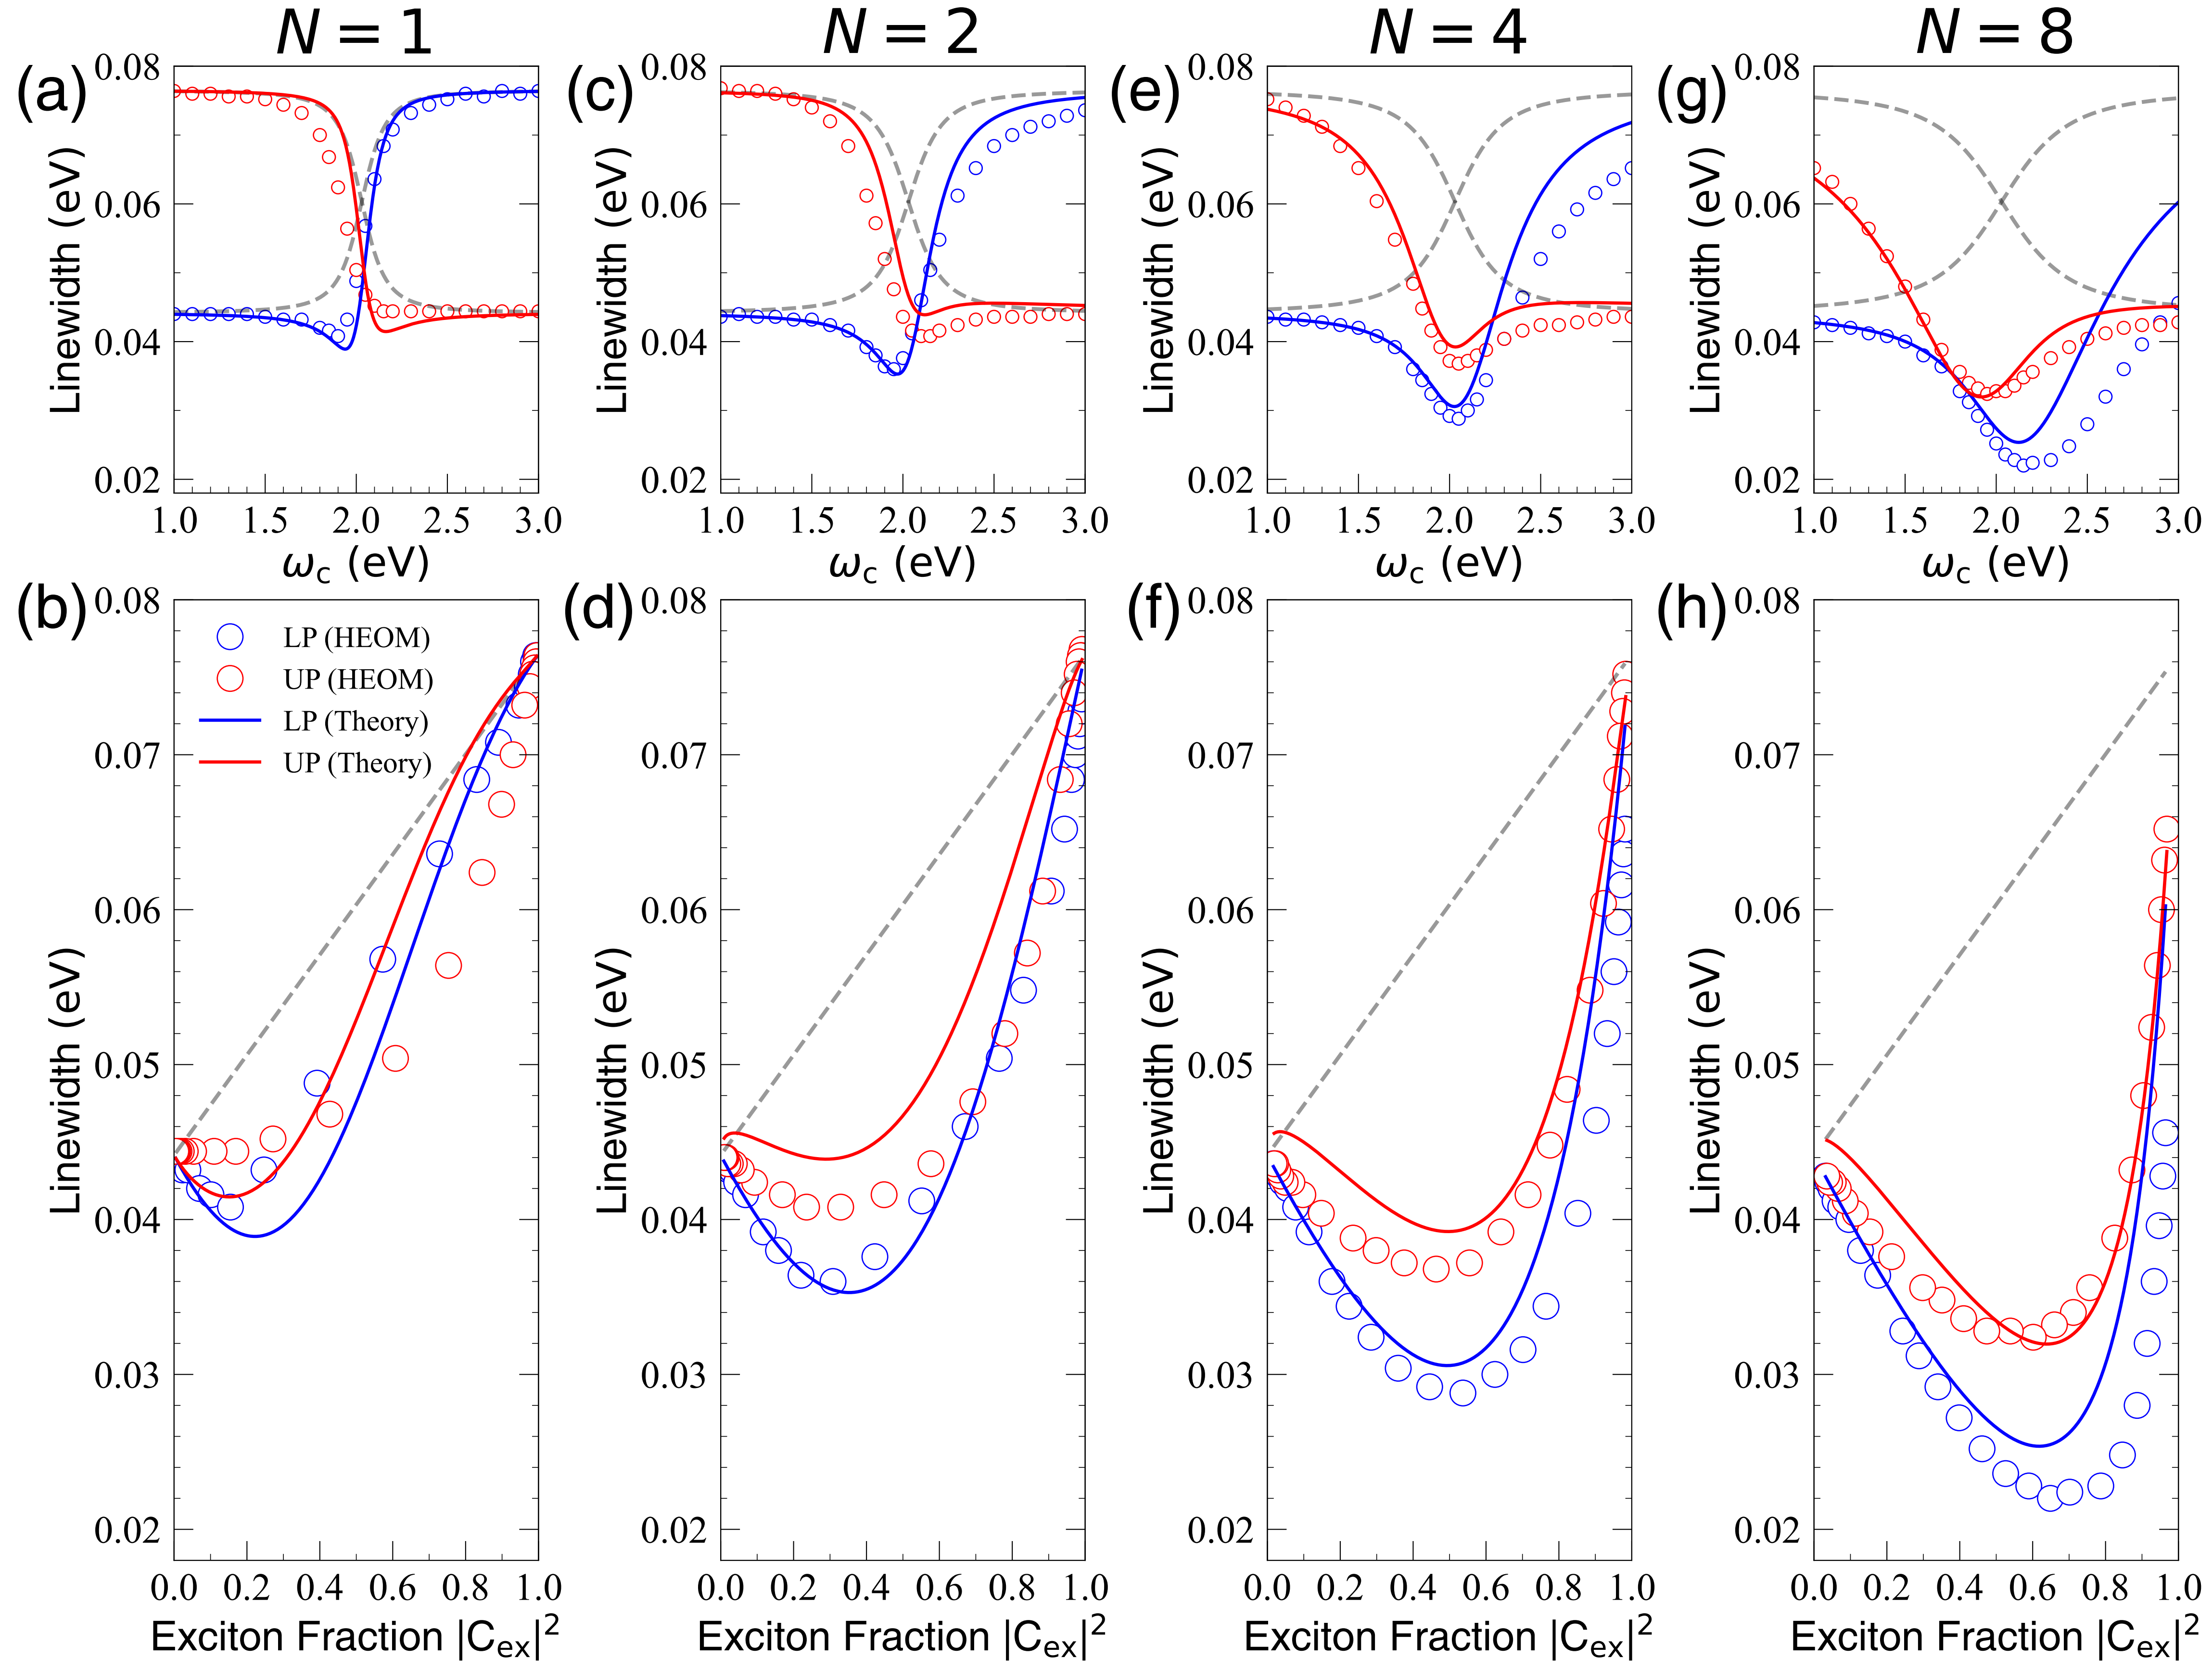 N = 1
N = 2
N = 4
N = 8
(a)
0.08
0.06
0.04
0.02
Linewidth (eV)
1.0 1.5 2.0 2.5 3.0
ω_c (eV)
(c)
0.08
0.06
0.04
0.02
Linewidth (eV)
1.0 1.5 2.0 2.5 3.0
ω_c (eV)
(e)
0.08
0.06
0.04
0.02
Linewidth (eV)
1.0 1.5 2.0 2.5 3.0
ω_c (eV)
(g)
0.08
0.06
0.04
0.02
Linewidth (eV)
1.0 1.5 2.0 2.5 3.0
ω_c (eV)
(b)
0.08
0.07
0.06
0.05
0.04
0.03
0.02
Linewidth (eV)
LP (HEOM)
UP (HEOM)
LP (Theory)
UP (Theory)
0.0 0.2 0.4 0.6 0.8 1.0
Exciton Fraction |C_ex|²
(d)
0.08
0.07
0.06
0.05
0.04
0.03
0.02
Linewidth (eV)
0.0 0.2 0.4 0.6 0.8 1.0
Exciton Fraction |C_ex|²
(f)
0.08
0.07
0.06
0.05
0.04
0.03
0.02
Linewidth (eV)
0.0 0.2 0.4 0.6 0.8 1.0
Exciton Fraction |C_ex|²
(h)
0.08
0.07
0.06
0.05
0.04
0.03
0.02
Linewidth (eV)
0.0 0.2 0.4 0.6 0.8 1.0
Exciton Fraction |C_ex|²